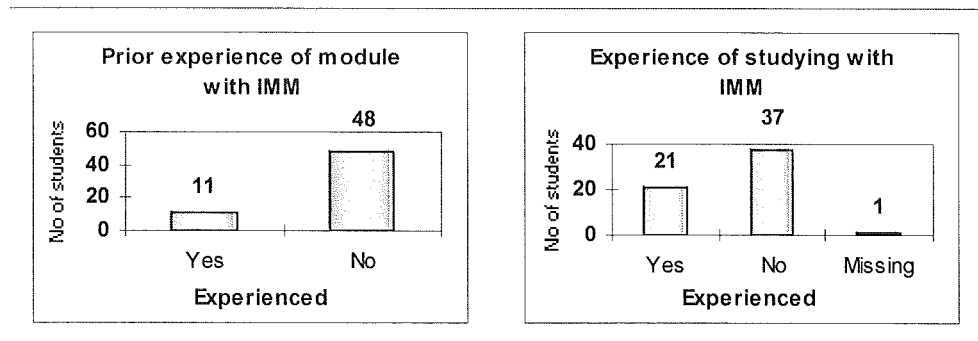 Prior experience of module
with IMM
No of students
60
40
20
0
11
48
Yes
No
Experienced
Experience of studying with
IMM
No of students
40
20
0
21
37
1
Yes
No
Missing
Experienced